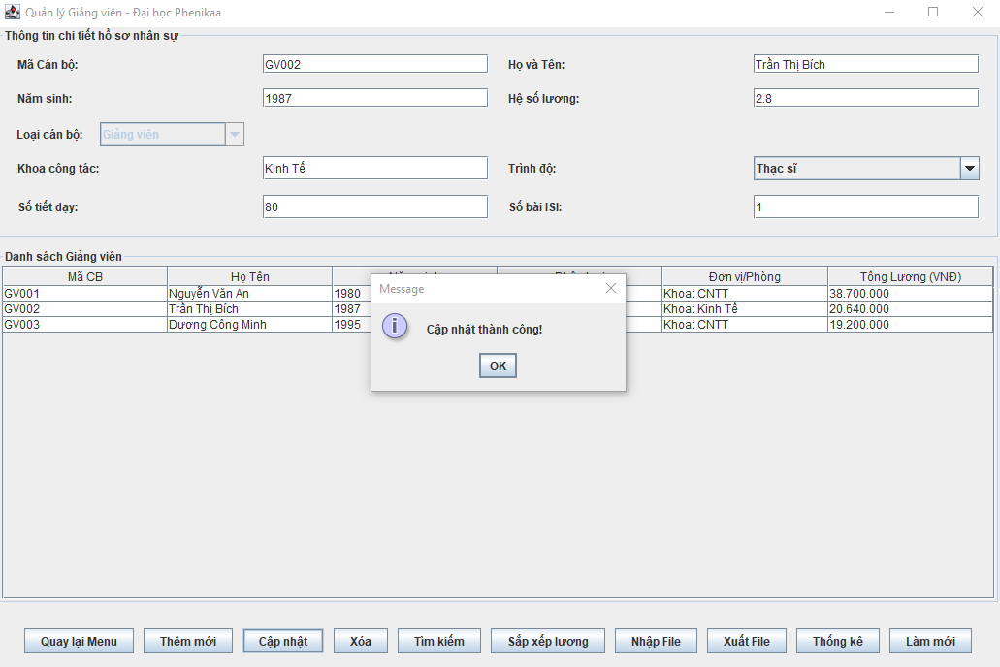 Quản lý Giảng viên - Đại học Phenikaa
Thông tin chi tiết hồ sơ nhân sự
Mã Cán bộ: GV002 Họ và Tên: Trần Thị Bích
Năm sinh: 1987 Hệ số lương: 2.8
Loại cán bộ: Giảng viên
Khoa công tác: Kinh Tế Trình độ: Thạc sĩ
Số tiết dạy: 80 Số bài ISI: 1
Danh sách Giảng viên
Mã CB Họ Tên Đơn vị/Phòng Tổng Lương (VNĐ)
GV001 Nguyễn Văn An 1980 Khoa: CNTT 38.700.000
GV002 Trần Thị Bích 1987 Khoa: Kinh Tế 20.640.000
GV003 Dương Công Minh 1995 Khoa: CNTT 19.200.000
Message
Cập nhật thành công!
OK
Quay lại Menu Thêm mới Cập nhật Xóa Tìm kiếm Sắp xếp lương Nhập File Xuất File Thống kê Làm mới